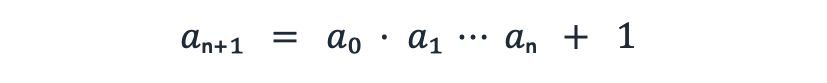 aₙ₊₁ = a₀ · a₁ ⋯ aₙ + 1